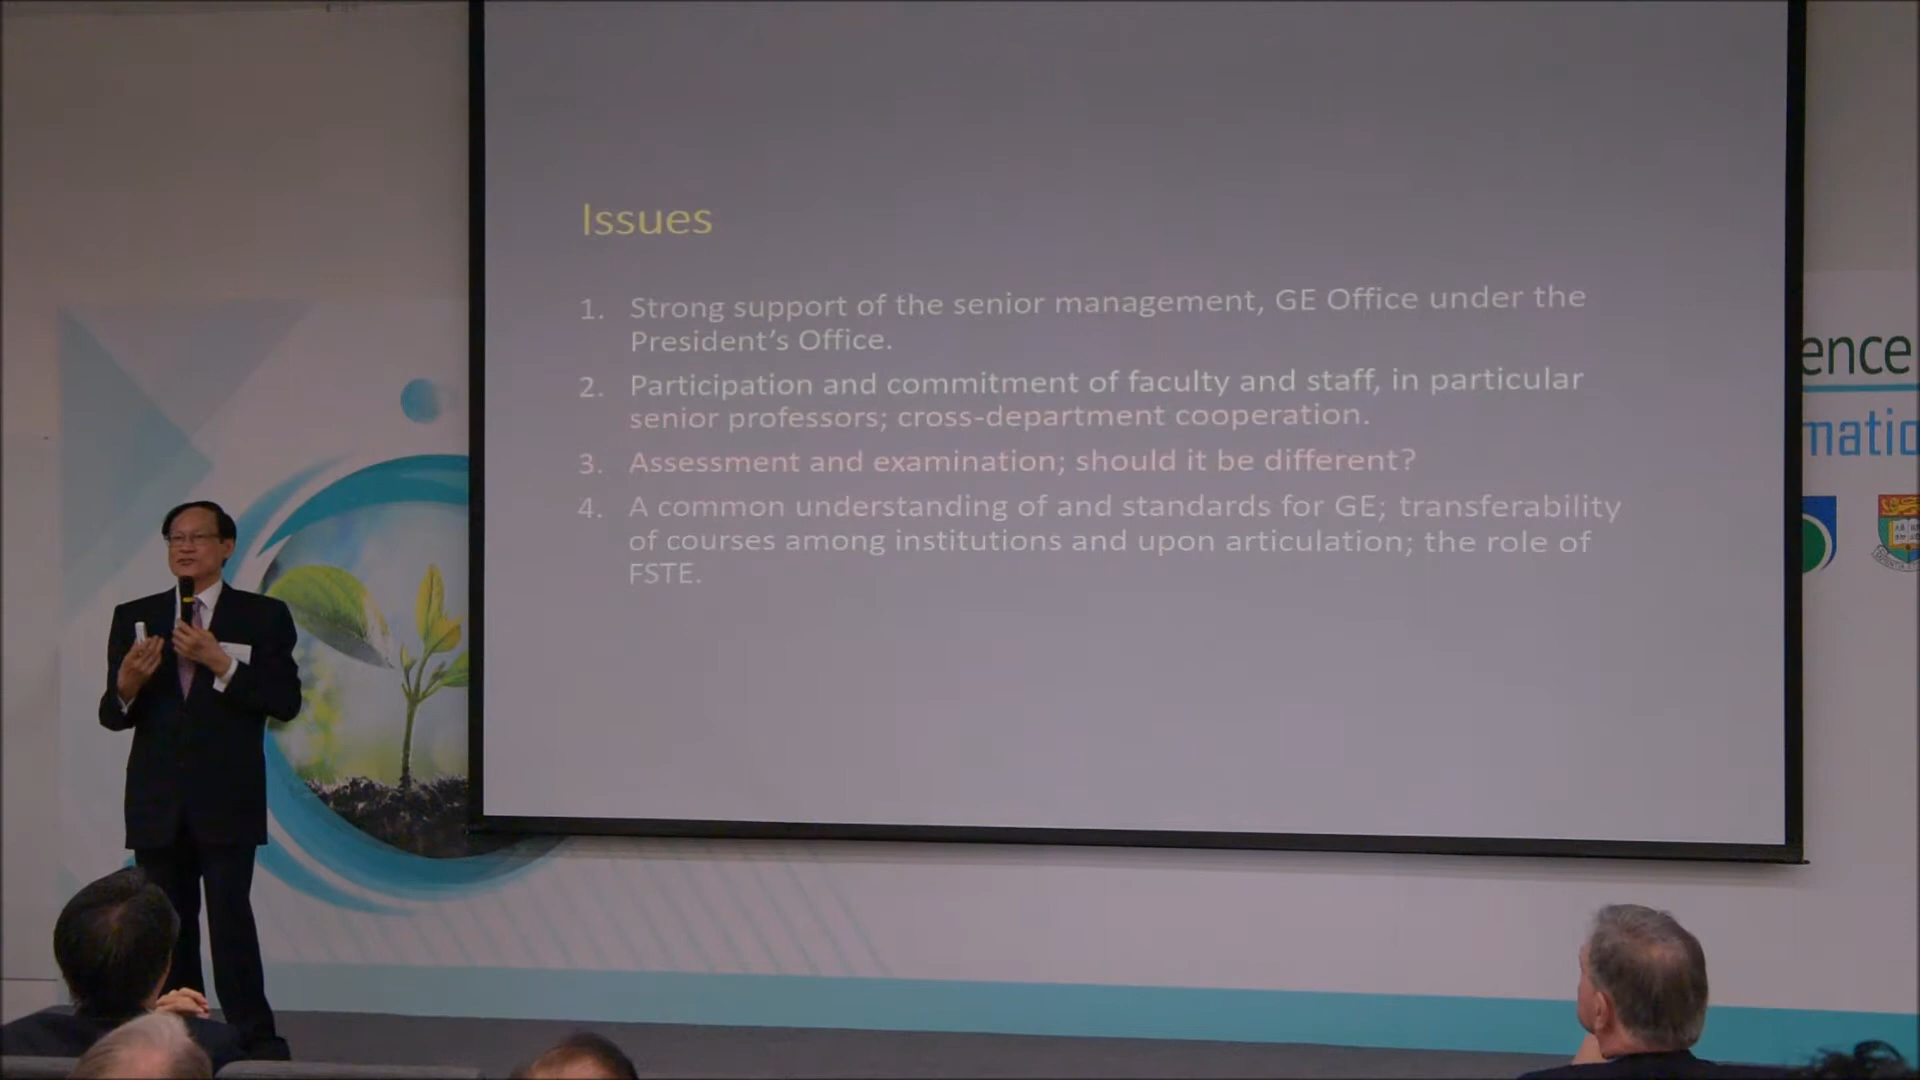 Issues
1. Strong support of the senior management, GE Office under the
President’s Office.
2. Participation and commitment of faculty and staff, in particular
senior professors; cross-department cooperation.
3. Assessment and examination; should it be different?
4. A common understanding of and standards for GE; transferability
of courses among institutions and upon articulation; the role of
FSTE.
ence
matio